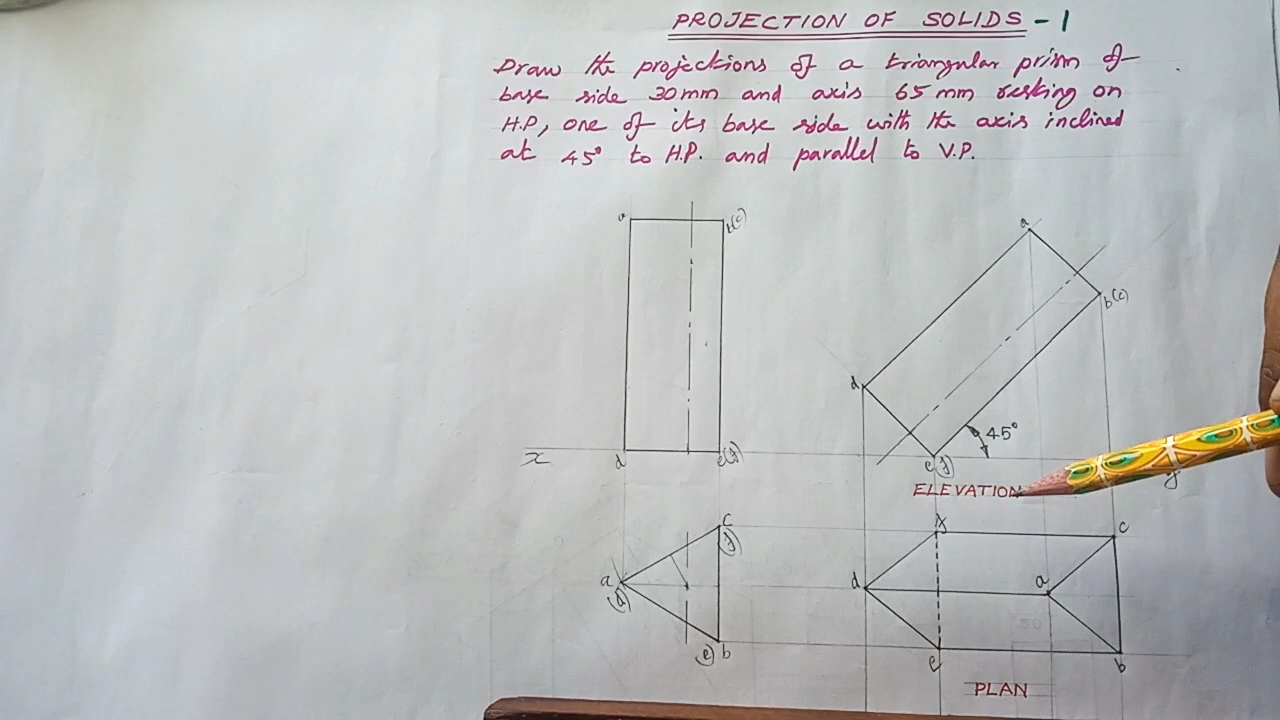 PROJECTION OF SOLIDS - 1
Draw the projections of a triangular prism of
base side 30mm and axis 65mm resting on
H.P, one of its base side with the axis inclined
at 45° to H.P. and parallel to V.P.
a
b(c)
a
b(c)
d
45°
x
d
e(f)
e(f)
y
ELEVATION
c
(f)
a
(d)
(e) b
f
c
d
a
e
b
PLAN